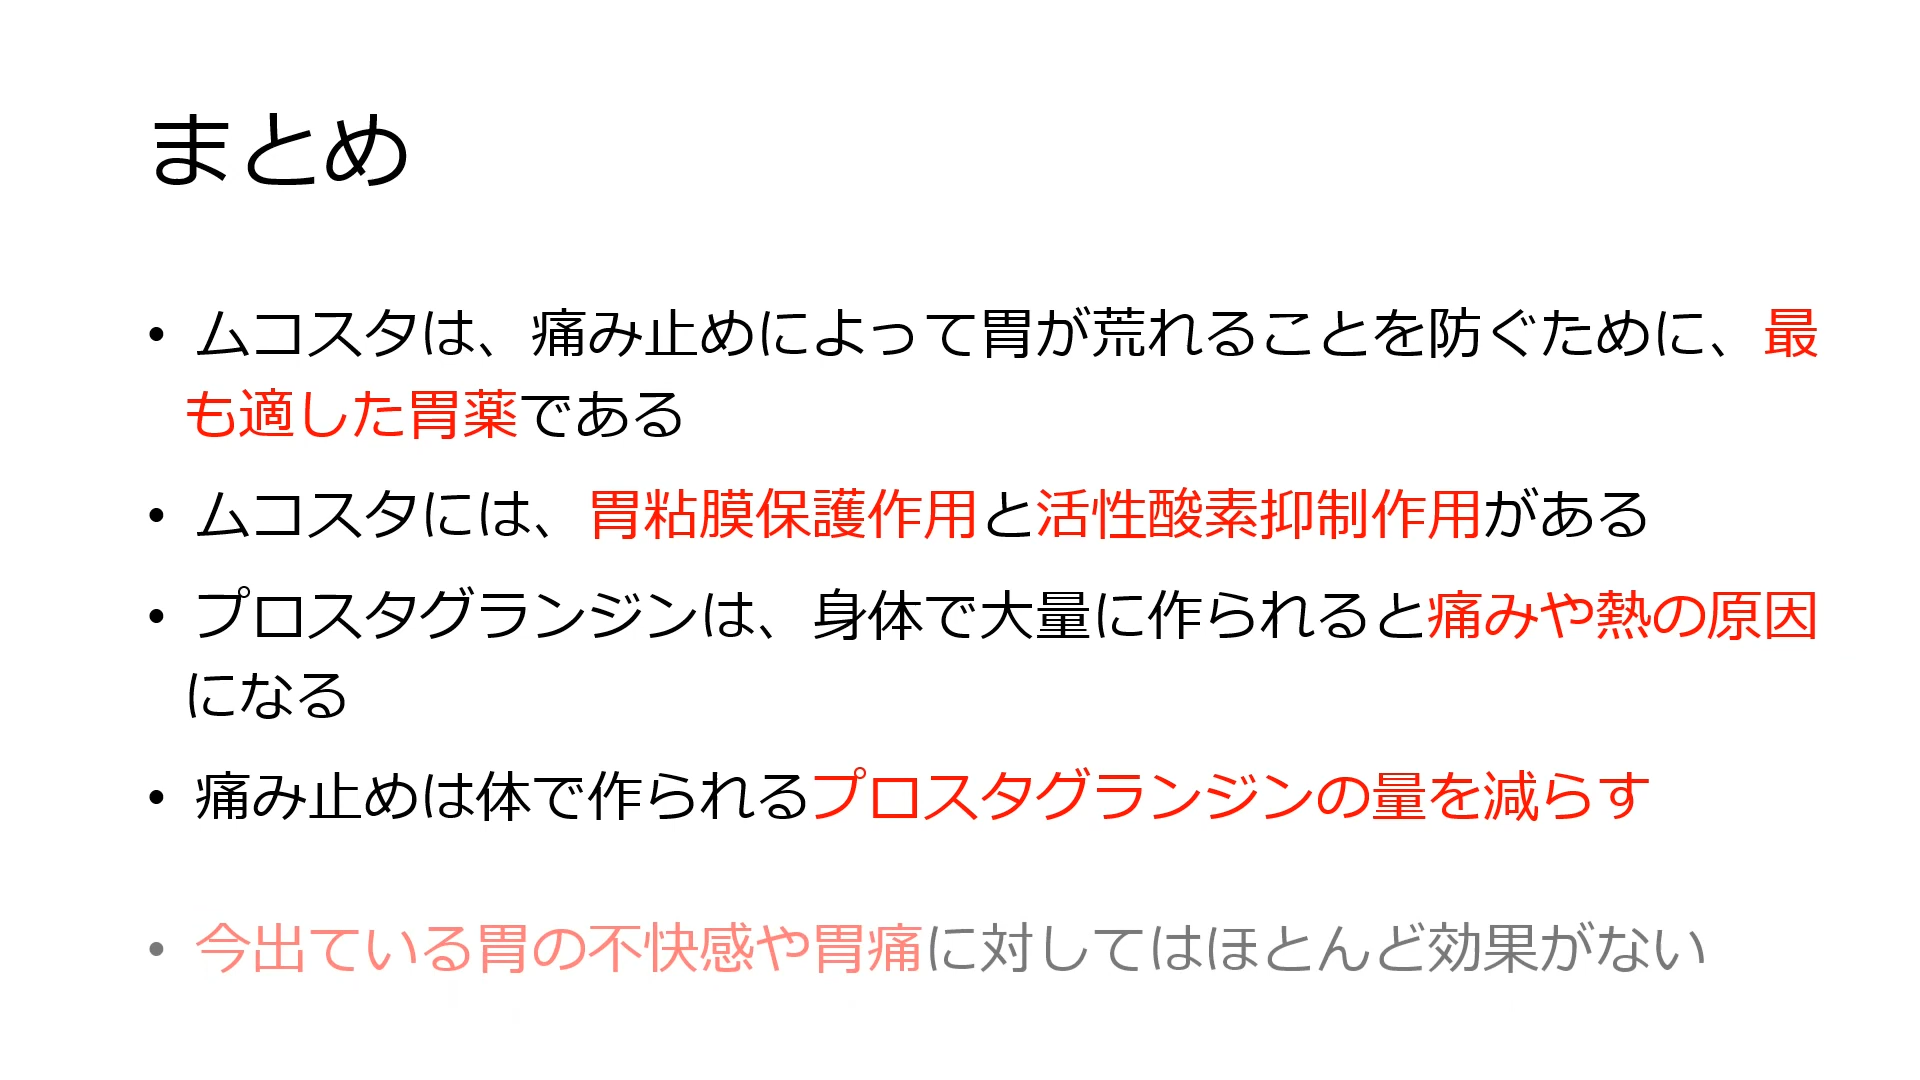 まとめ
• ムコスタは、痛み止めによって胃が荒れることを防ぐために、最
も適した胃薬である
• ムコスタには、胃粘膜保護作用と活性酸素抑制作用がある
• プロスタグランジンは、身体で大量に作られると痛みや熱の原因
になる
• 痛み止めは体で作られるプロスタグランジンの量を減らす
• 今出ている胃の不快感や胃痛に対してはほとんど効果がない